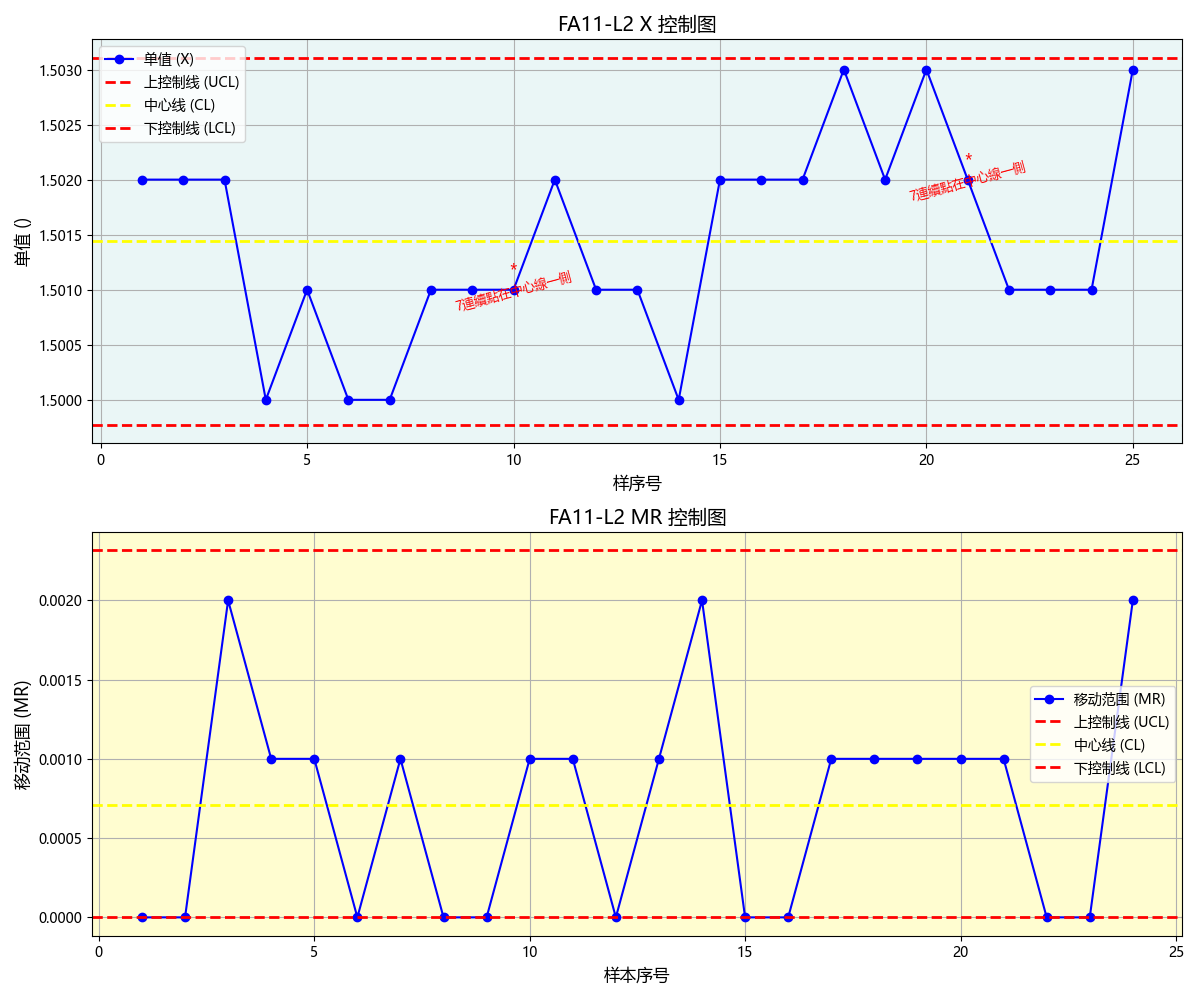 FA11-L2 X 控制图
单值 (X)
上控制线 (UCL)
中心线 (CL)
下控制线 (LCL)
单值 ()
1.5030
1.5025
1.5020
1.5015
1.5010
1.5005
1.5000
*
7連續點在中心線一側
*
7連續點在中心線一側
0 5 10 15 20 25
样序号
FA11-L2 MR 控制图
移动范围 (MR)
0.0020
0.0015
0.0010
0.0005
0.0000
移动范围 (MR)
上控制线 (UCL)
中心线 (CL)
下控制线 (LCL)
0 5 10 15 20 25
样本序号